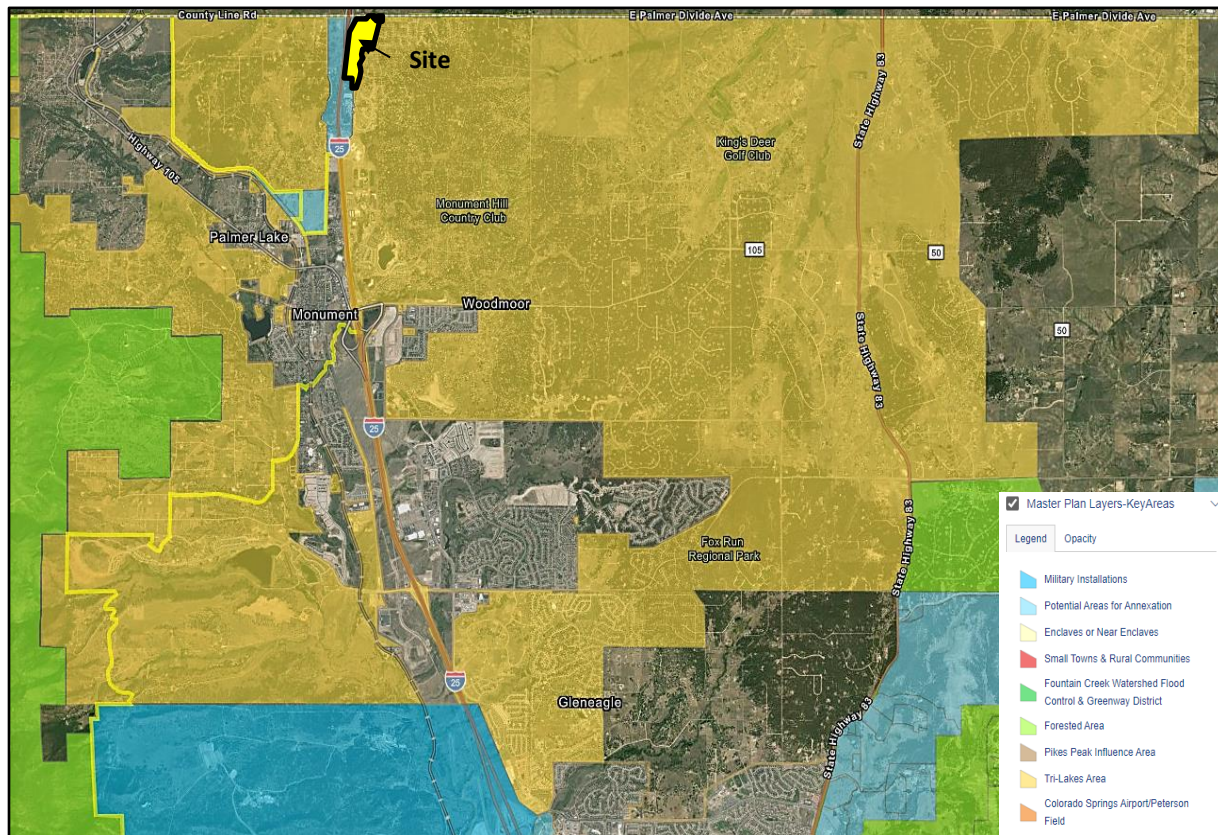 County Line Rd
E Palmer Divide Ave
E Palmer Divide Ave
Site
State Highway 83
Highway 105
25
King's Deer
Golf Club
Monument Hill
Country Club
Palmer Lake
105
50
Woodmoor
Monument
50
State Highway 83
25
Fox Run
Regional Park
State Highway 83
25
Gleneagle
State Highway 83
Master Plan Layers-KeyAreas
Legend
Opacity
Military Installations
Potential Areas for Annexation
Enclaves or Near Enclaves
Small Towns & Rural Communities
Fountain Creek Watershed Flood
Control & Greenway District
Forested Area
Pikes Peak Influence Area
Tri-Lakes Area
Colorado Springs Airport/Peterson
Field